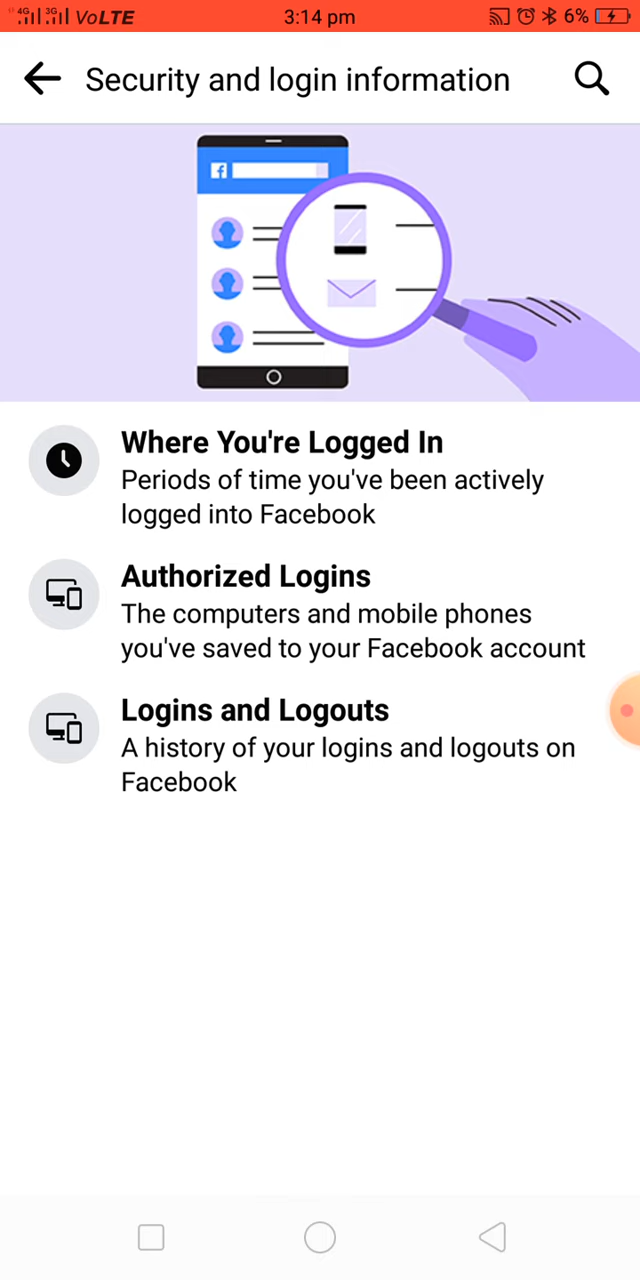 4G 3G VoLTE 3:14 pm 6%
Security and login information
f
Where You're Logged In
Periods of time you've been actively
logged into Facebook
Authorized Logins
The computers and mobile phones
you've saved to your Facebook account
Logins and Logouts
A history of your logins and logouts on
Facebook